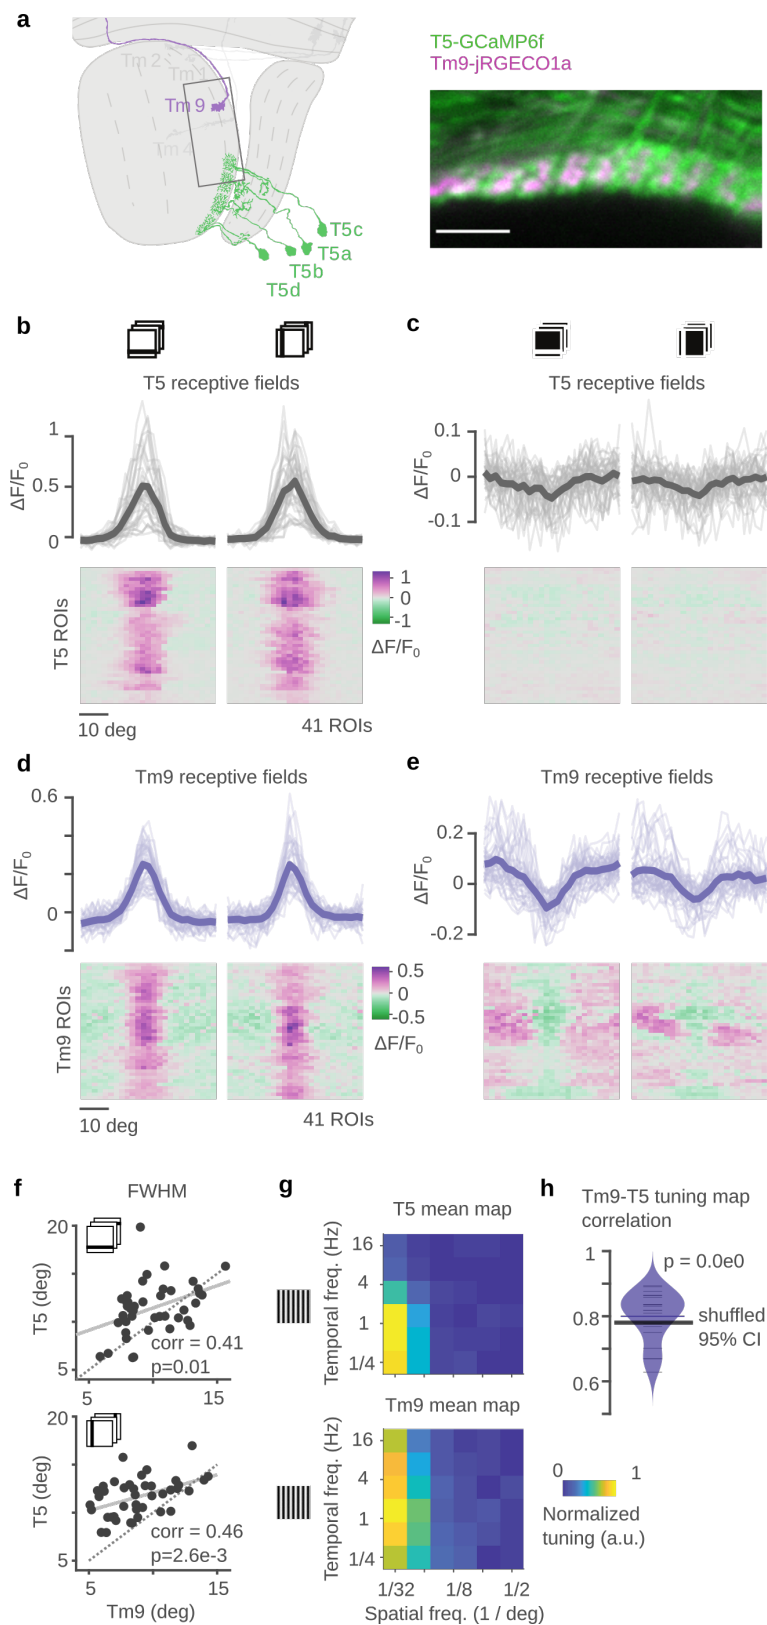 a
Tm 2
Tm 1
Tm 9
Tm 4
T5c
T5a
T5b
T5d
T5-GCaMP6f
Tm9-jRGECO1a
b
T5 receptive fields
ΔF/F0
1
0.5
0
T5 ROIs
1
0
-1
ΔF/F0
10 deg
41 ROIs
c
T5 receptive fields
ΔF/F0
0.1
0
-0.1
d
Tm9 receptive fields
ΔF/F0
0.6
0
Tm9 ROIs
0.5
0
-0.5
ΔF/F0
10 deg
41 ROIs
e
Tm9 receptive fields
ΔF/F0
0.2
0
-0.2
f
FWHM
T5 (deg)
20
5
corr = 0.41
p=0.01
5
15
T5 (deg)
20
5
corr = 0.46
p=2.6e-3
5
15
Tm9 (deg)
g
T5 mean map
Temporal freq. (Hz)
16
4
1
1/4
Tm9 mean map
Temporal freq. (Hz)
16
4
1
1/4
1/32
1/8
1/2
Spatial freq. (1 / deg)
h
Tm9-T5 tuning map
correlation
1
0.8
0.6
p = 0.0e0
shuffled
95% CI
0
1
Normalized
tuning (a.u.)